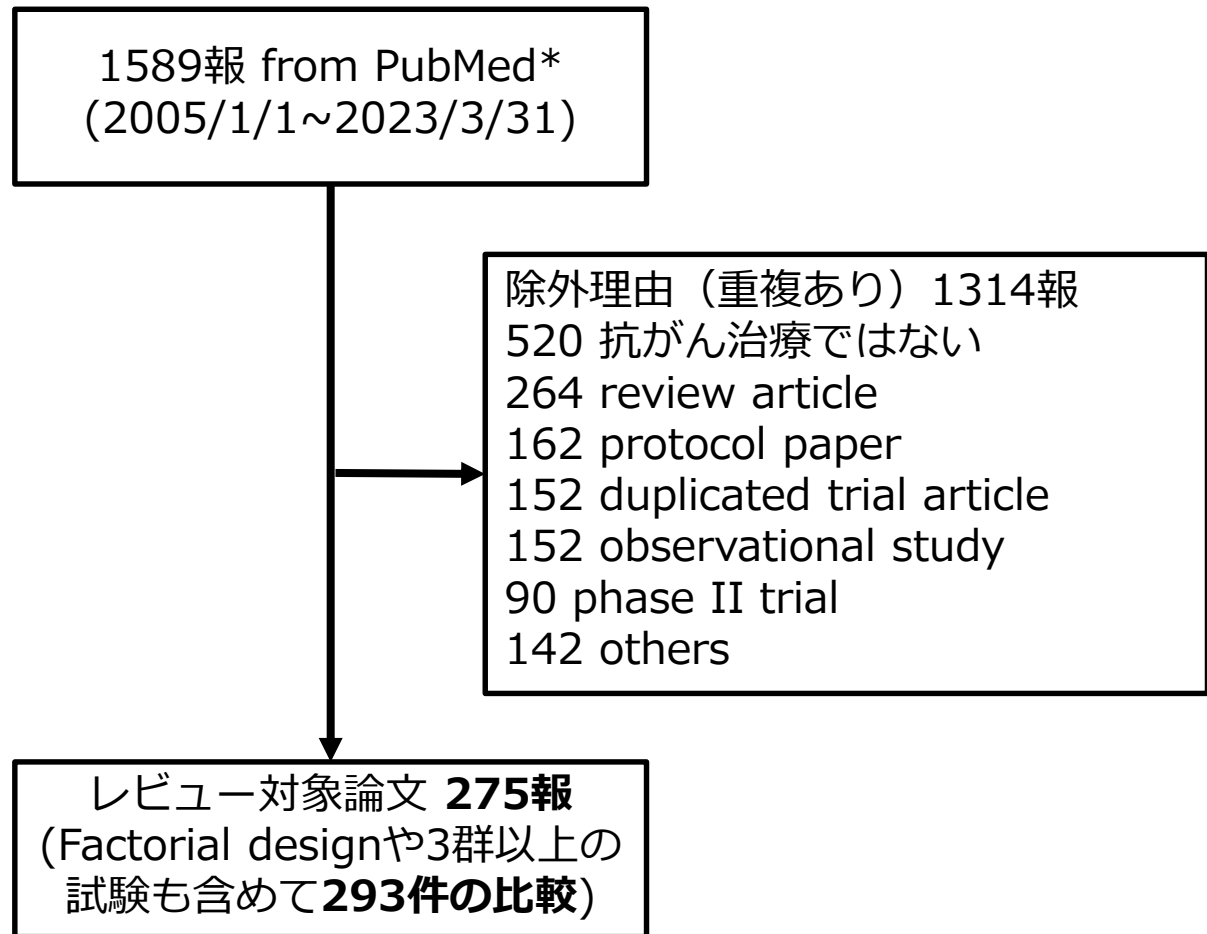 1589報 from PubMed*
(2005/1/1~2023/3/31)
除外理由（重複あり）1314報
520 抗がん治療ではない
264 review article
162 protocol paper
152 duplicated trial article
152 observational study
90 phase II trial
142 others
レビュー対象論文 275報
(Factorial designや3群以上の
試験も含めて293件の比較)